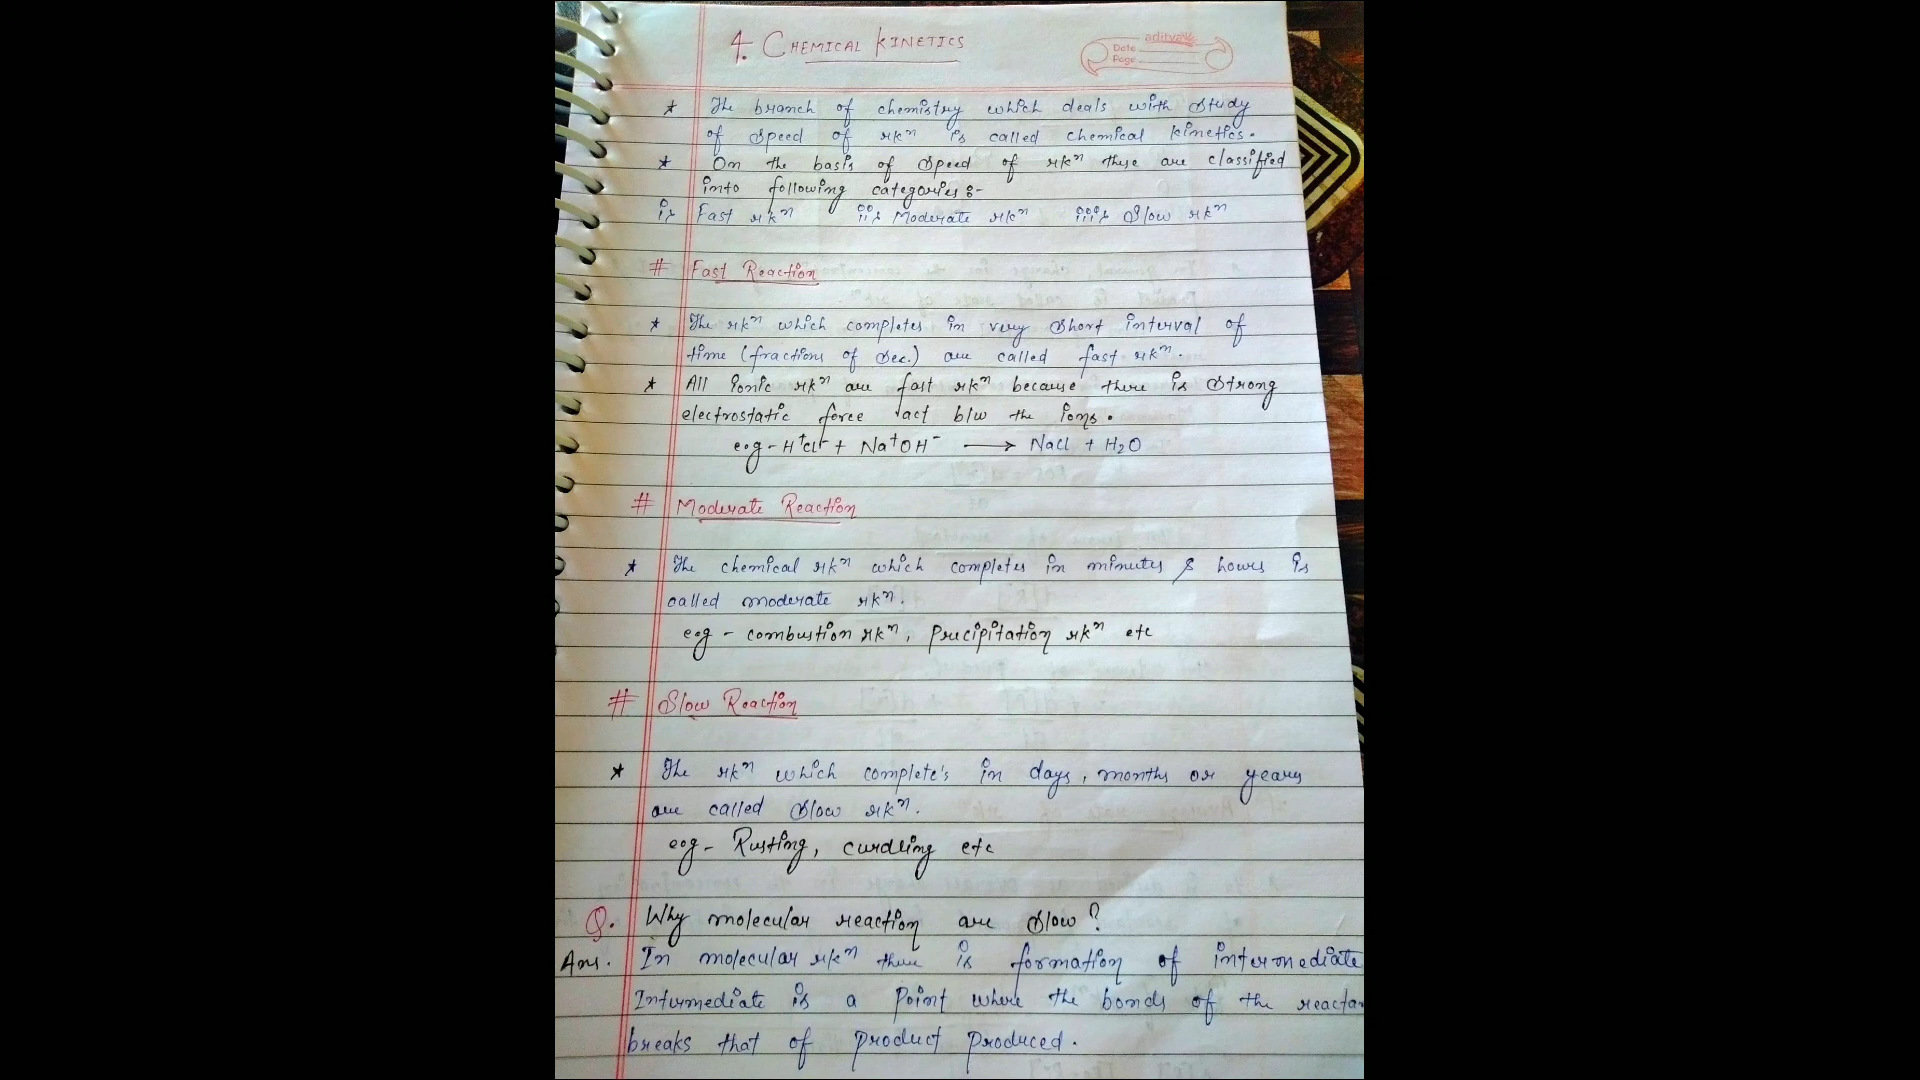 4. CHEMICAL KINETICS
aditya
Date
Page
★ The branch of chemistry which deals with study
of speed of rkⁿ is called chemical kinetics.
★ On the basis of speed of rkⁿ these are classified
into following categories :-
i) Fast rkⁿ ii) Moderate rkⁿ iii) Slow rkⁿ
# Fast Reaction
★ The rkⁿ which completes in very short interval of
time (fractions of sec.) are called fast rkⁿ.
★ All ionic rkⁿ are fast rkⁿ because there is strong
electrostatic force act b/w the ions.
e.g - H⁺Cl⁻ + Na⁺OH⁻ ⟶ NaCl + H₂O
# Moderate Reaction
★ The chemical rkⁿ which completes in minutes & hours is
called moderate rkⁿ.
e.g - combustion rkⁿ, Precipitation rkⁿ etc
# Slow Reaction
★ The rkⁿ which complete's in days, months or years
are called slow rkⁿ.
e.g - Rusting, curdling etc
Q. Why molecular reaction are slow?
Ans. In molecular rkⁿ there is formation of intermediate
Intermediate is a point where the bonds of the reacta
breaks that of product produced.